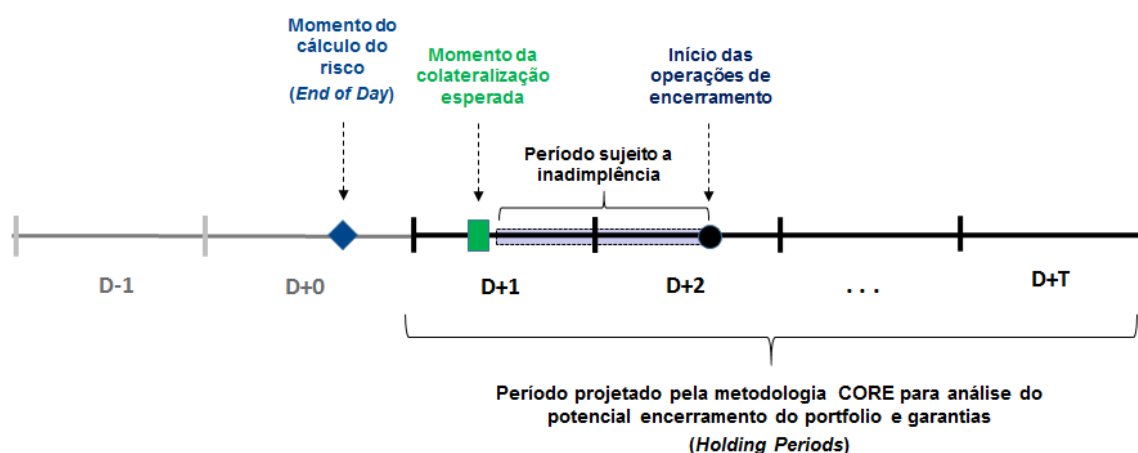 Momento do
cálculo do
risco
(End of Day)
Momento da
colateralização
esperada
Início das
operações de
encerramento
Período sujeito a
inadimplência
D-1
D+0
D+1
D+2
. . .
D+T
Período projetado pela metodologia CORE para análise do
potencial encerramento do portfolio e garantias
(Holding Periods)